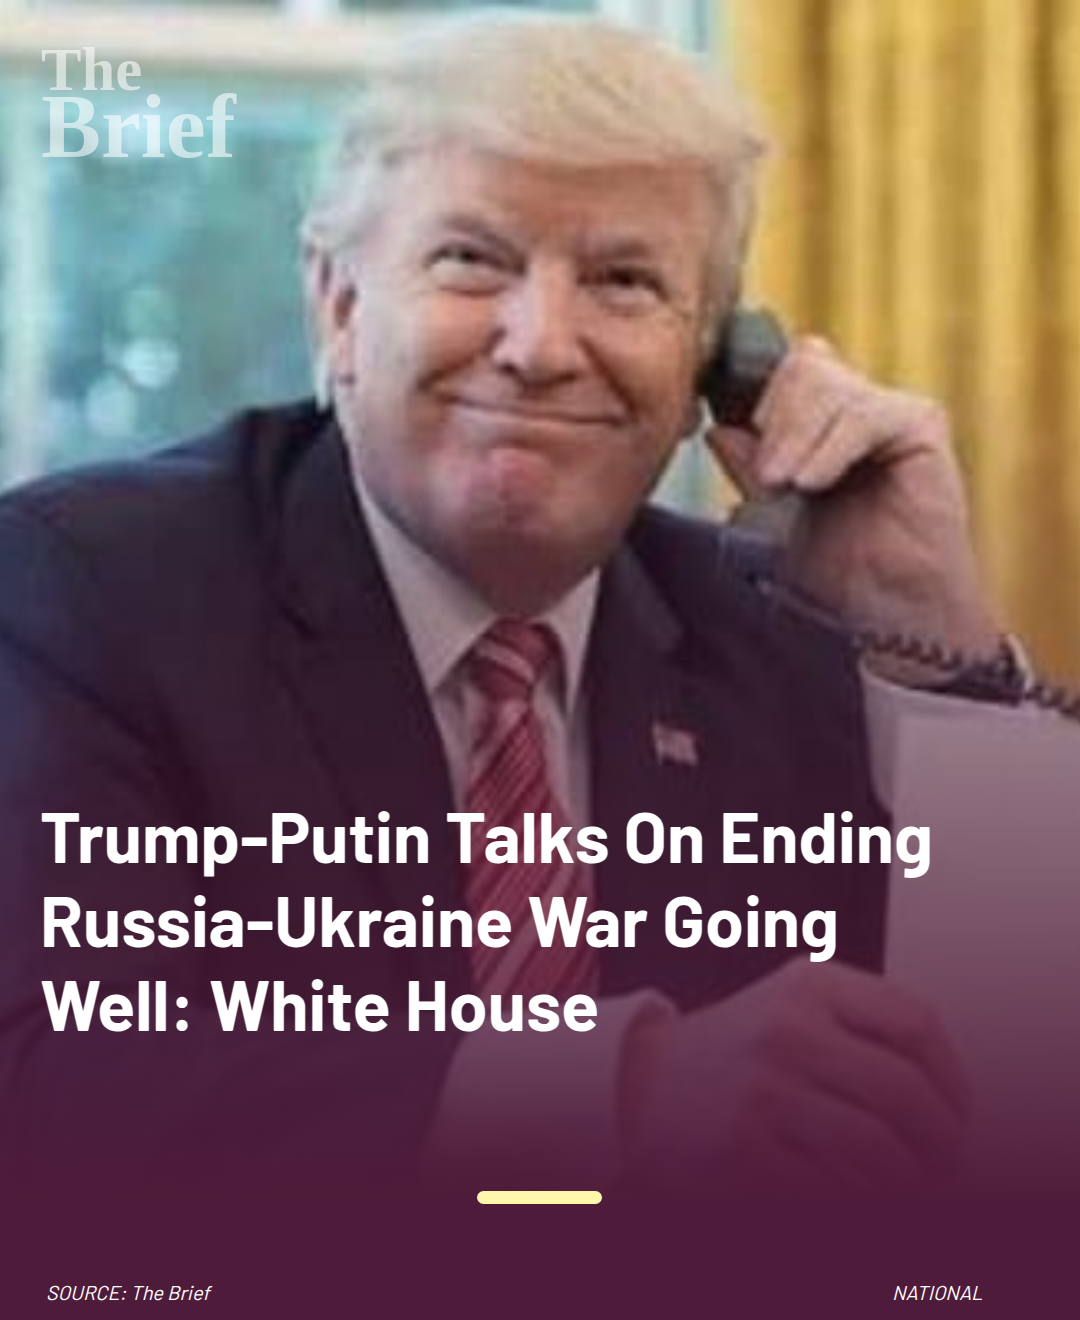 The
Brief
Trump-Putin Talks On Ending
Russia-Ukraine War Going
Well: White House
SOURCE: The Brief
NATIONAL